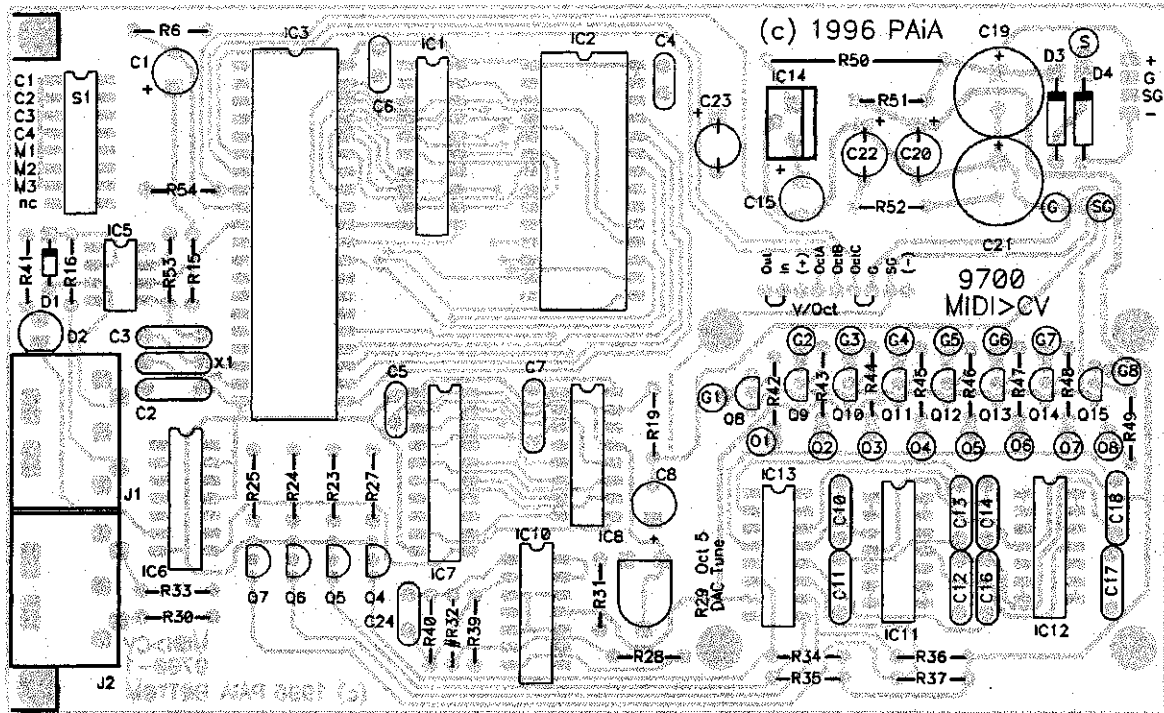 (c) 1996 PAiA
R6
IC3
IC1
IC2
C4
C19
S
D3
D4
C1
+
S1
C6
IC14
R50
R51
+
G
SG
-
C1
C2
C3
C4
M1
M2
M3
nc
C23
+
C22
+
C20
+
+
+
R54
C15
+
R52
G
SG
C21
R41
R16
IC5
R53
R15
D1
D2
Out
In
(+)
OctA
OctB
OctC
G
SG
(-)
V/Oct
9700
MIDI>CV
C3
X1
C2
G2
G3
G4
G5
G6
G7
G8
G1
R42
R43
R44
R45
R46
R47
R48
R49
Q8
Q9
Q10
Q11
Q12
Q13
Q14
Q15
C5
C7
R19
O1
O2
O3
O4
O5
O6
O7
O8
J1
R25
R24
R23
R27
C8
+
IC13
C10
C13
C14
C18
IC6
IC7
IC8
IC10
Q7
Q6
Q5
Q4
R33
R30
C24
R40
#R32
R39
R31
R29 Oct 5
DAC Tune
C11
C12
C16
C17
IC11
IC12
R28
R34
R36
R35
R37
J2
(c) 1996 PAiA